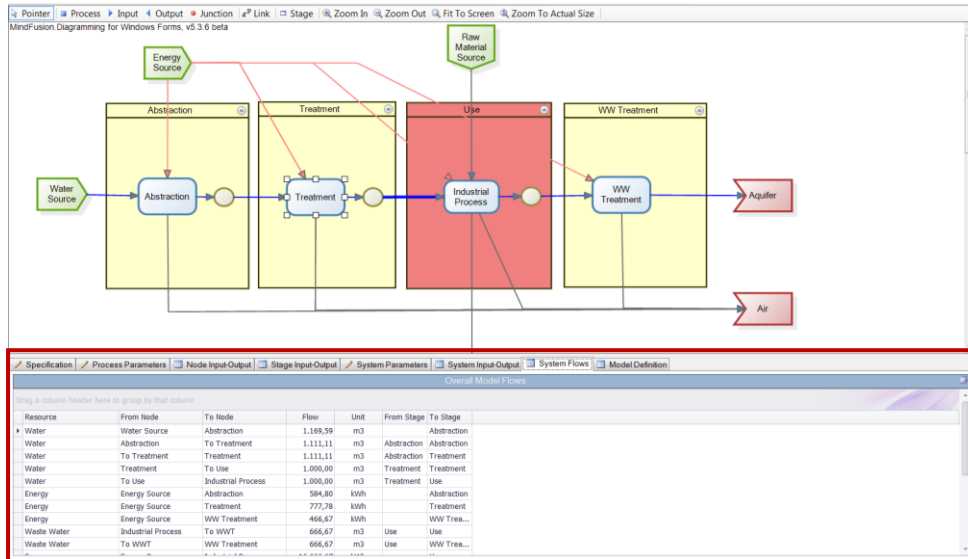 Pointer Process Input Output Junction Link Stage Zoom In Zoom Out Fit To Screen Zoom To Actual Size
MindFusion.Diagramming for Windows Forms, v5.3.6 beta
Raw
Material
Source
Energy
Source
Abstraction
Treatment
Use
WW Treatment
Water
Source
Abstraction
Treatment
Industrial
Process
WW
Treatment
Aquifer
Air
Specification Process Parameters Node Input-Output Stage Input-Output System Parameters System Input-Output System Flows Model Definition
Overall Model Flows
Drag a column header here to group by that column
Resource From Node To Node Flow Unit From Stage To Stage
Water Water Source Abstraction 1.169,59 m3 Abstraction
Water Abstraction To Treatment 1.111,11 m3 Abstraction Abstraction
Water To Treatment Treatment 1.111,11 m3 Abstraction Treatment
Water Treatment To Use 1.000,00 m3 Treatment Treatment
Water To Use Industrial Process 1.000,00 m3 Treatment Use
Energy Energy Source Abstraction 584,80 kWh Abstraction
Energy Energy Source Treatment 777,78 kWh Treatment
Energy Energy Source WW Treatment 466,67 kWh WW Trea...
Waste Water Industrial Process To WWT 666,67 m3 Use Use
Waste Water To WWT WW Treatment 666,67 m3 Use WW Trea...